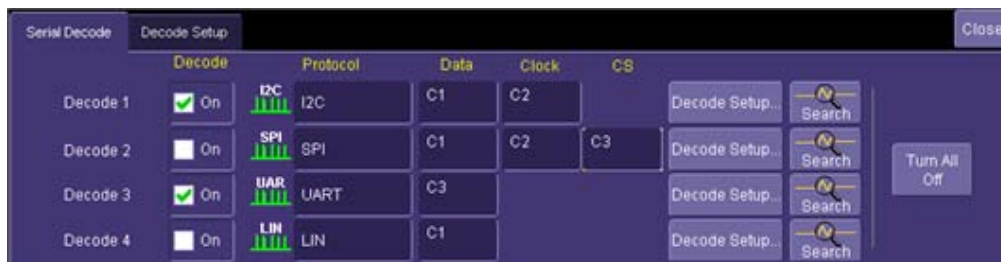 Serial Decode Decode Setup Close
Decode Protocol Data Clock CS
Decode 1 On I2C I2C C1 C2 Decode Setup... Search
Decode 2 On SPI SPI C1 C2 C3 Decode Setup... Search
Decode 3 On UAR UART C3 Decode Setup... Search
Decode 4 On LIN LIN C1 Decode Setup... Search
Turn All
Off